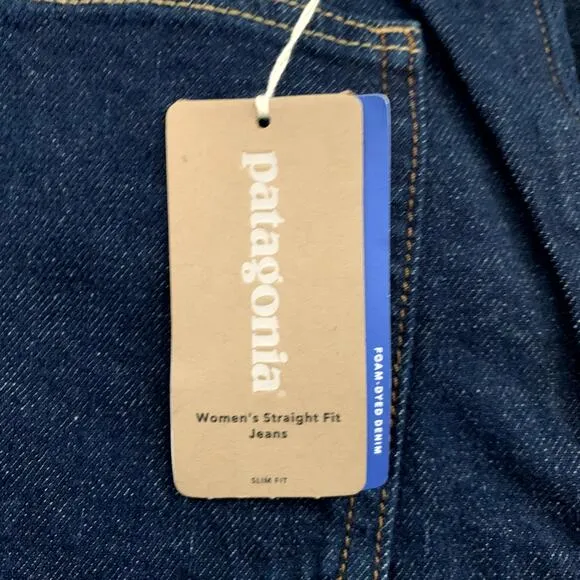 patagonia®
Women's Straight Fit
Jeans
SLIM FIT
FOAM-DYED DENIM